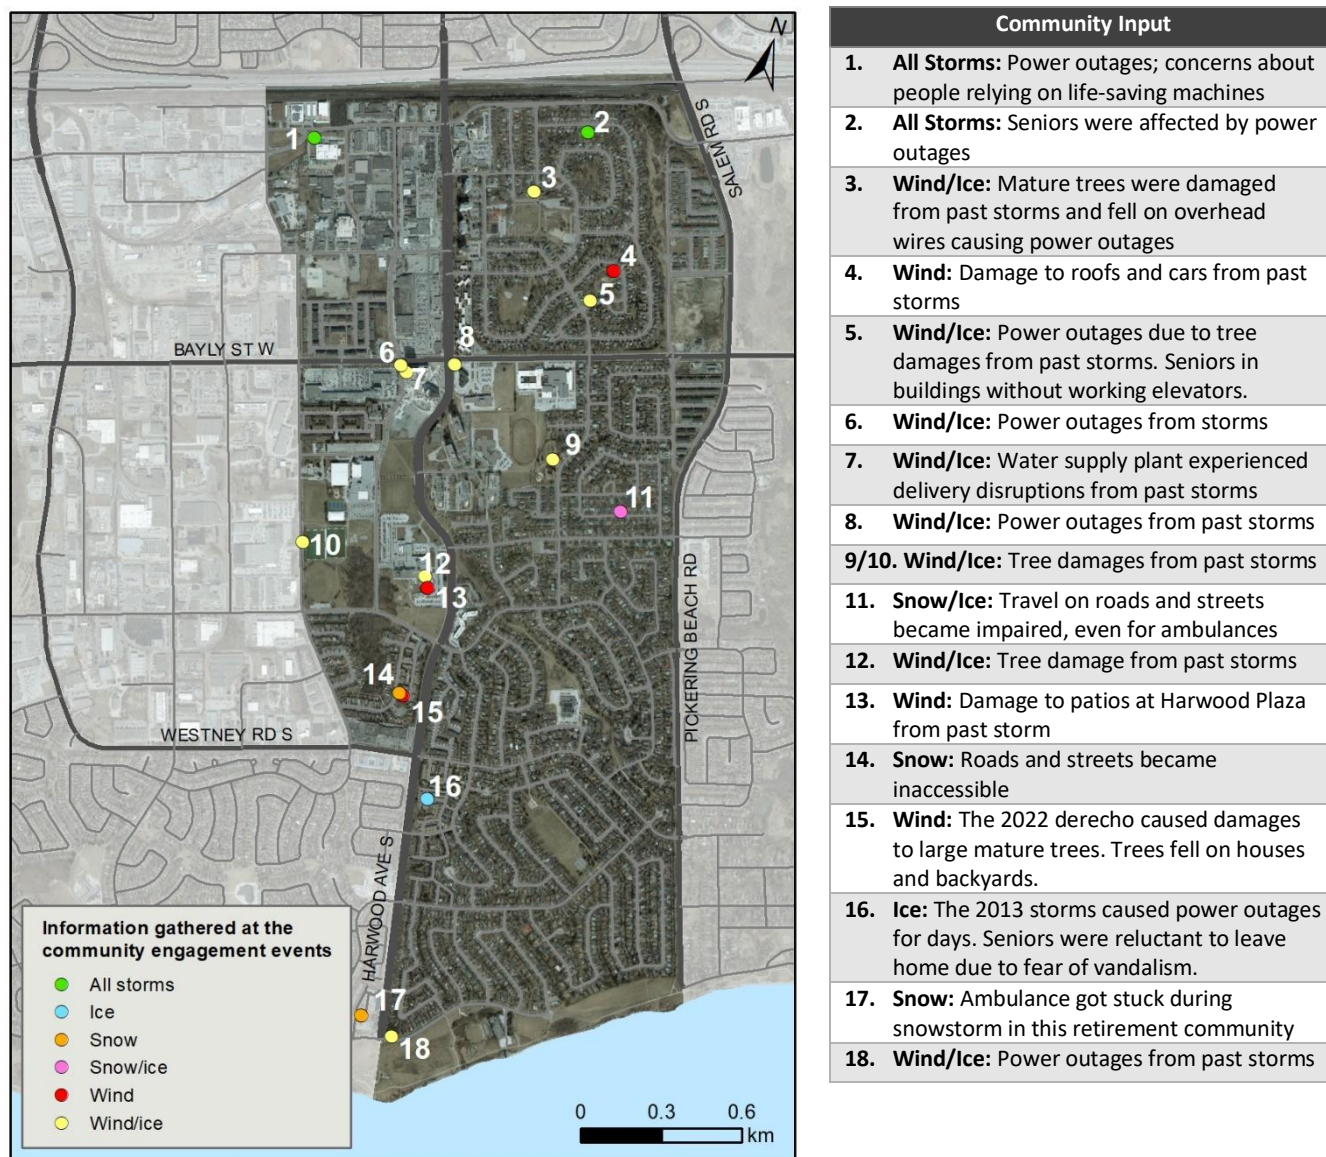 N
SALEM RD S
1
2
3
4
5
BAYLY ST W
6
7
8
9
10
11
12
13
PICKERING BEACH RD
14
15
WESTNEY RD S
16
HARWOOD AVE S
17
18
Information gathered at the
community engagement events
All storms
Ice
Snow
Snow/ice
Wind
Wind/ice
0 0.3 0.6
km
Community Input
1. All Storms: Power outages; concerns about
people relying on life-saving machines
2. All Storms: Seniors were affected by power
outages
3. Wind/Ice: Mature trees were damaged
from past storms and fell on overhead
wires causing power outages
4. Wind: Damage to roofs and cars from past
storms
5. Wind/Ice: Power outages due to tree
damages from past storms. Seniors in
buildings without working elevators.
6. Wind/Ice: Power outages from storms
7. Wind/Ice: Water supply plant experienced
delivery disruptions from past storms
8. Wind/Ice: Power outages from past storms
9/10. Wind/Ice: Tree damages from past storms
11. Snow/Ice: Travel on roads and streets
became impaired, even for ambulances
12. Wind/Ice: Tree damage from past storms
13. Wind: Damage to patios at Harwood Plaza
from past storm
14. Snow: Roads and streets became
inaccessible
15. Wind: The 2022 derecho caused damages
to large mature trees. Trees fell on houses
and backyards.
16. Ice: The 2013 storms caused power outages
for days. Seniors were reluctant to leave
home due to fear of vandalism.
17. Snow: Ambulance got stuck during
snowstorm in this retirement community
18. Wind/Ice: Power outages from past storms